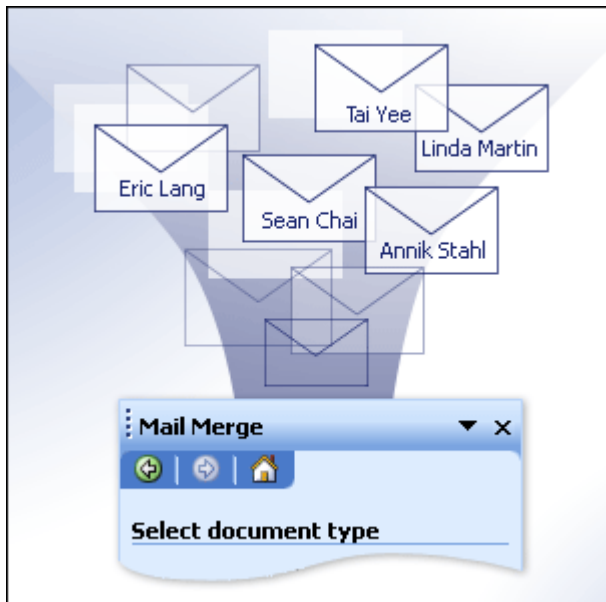 Tai Yee
Linda Martin
Eric Lang
Sean Chai
Annik Stahl
Mail Merge
Select document type